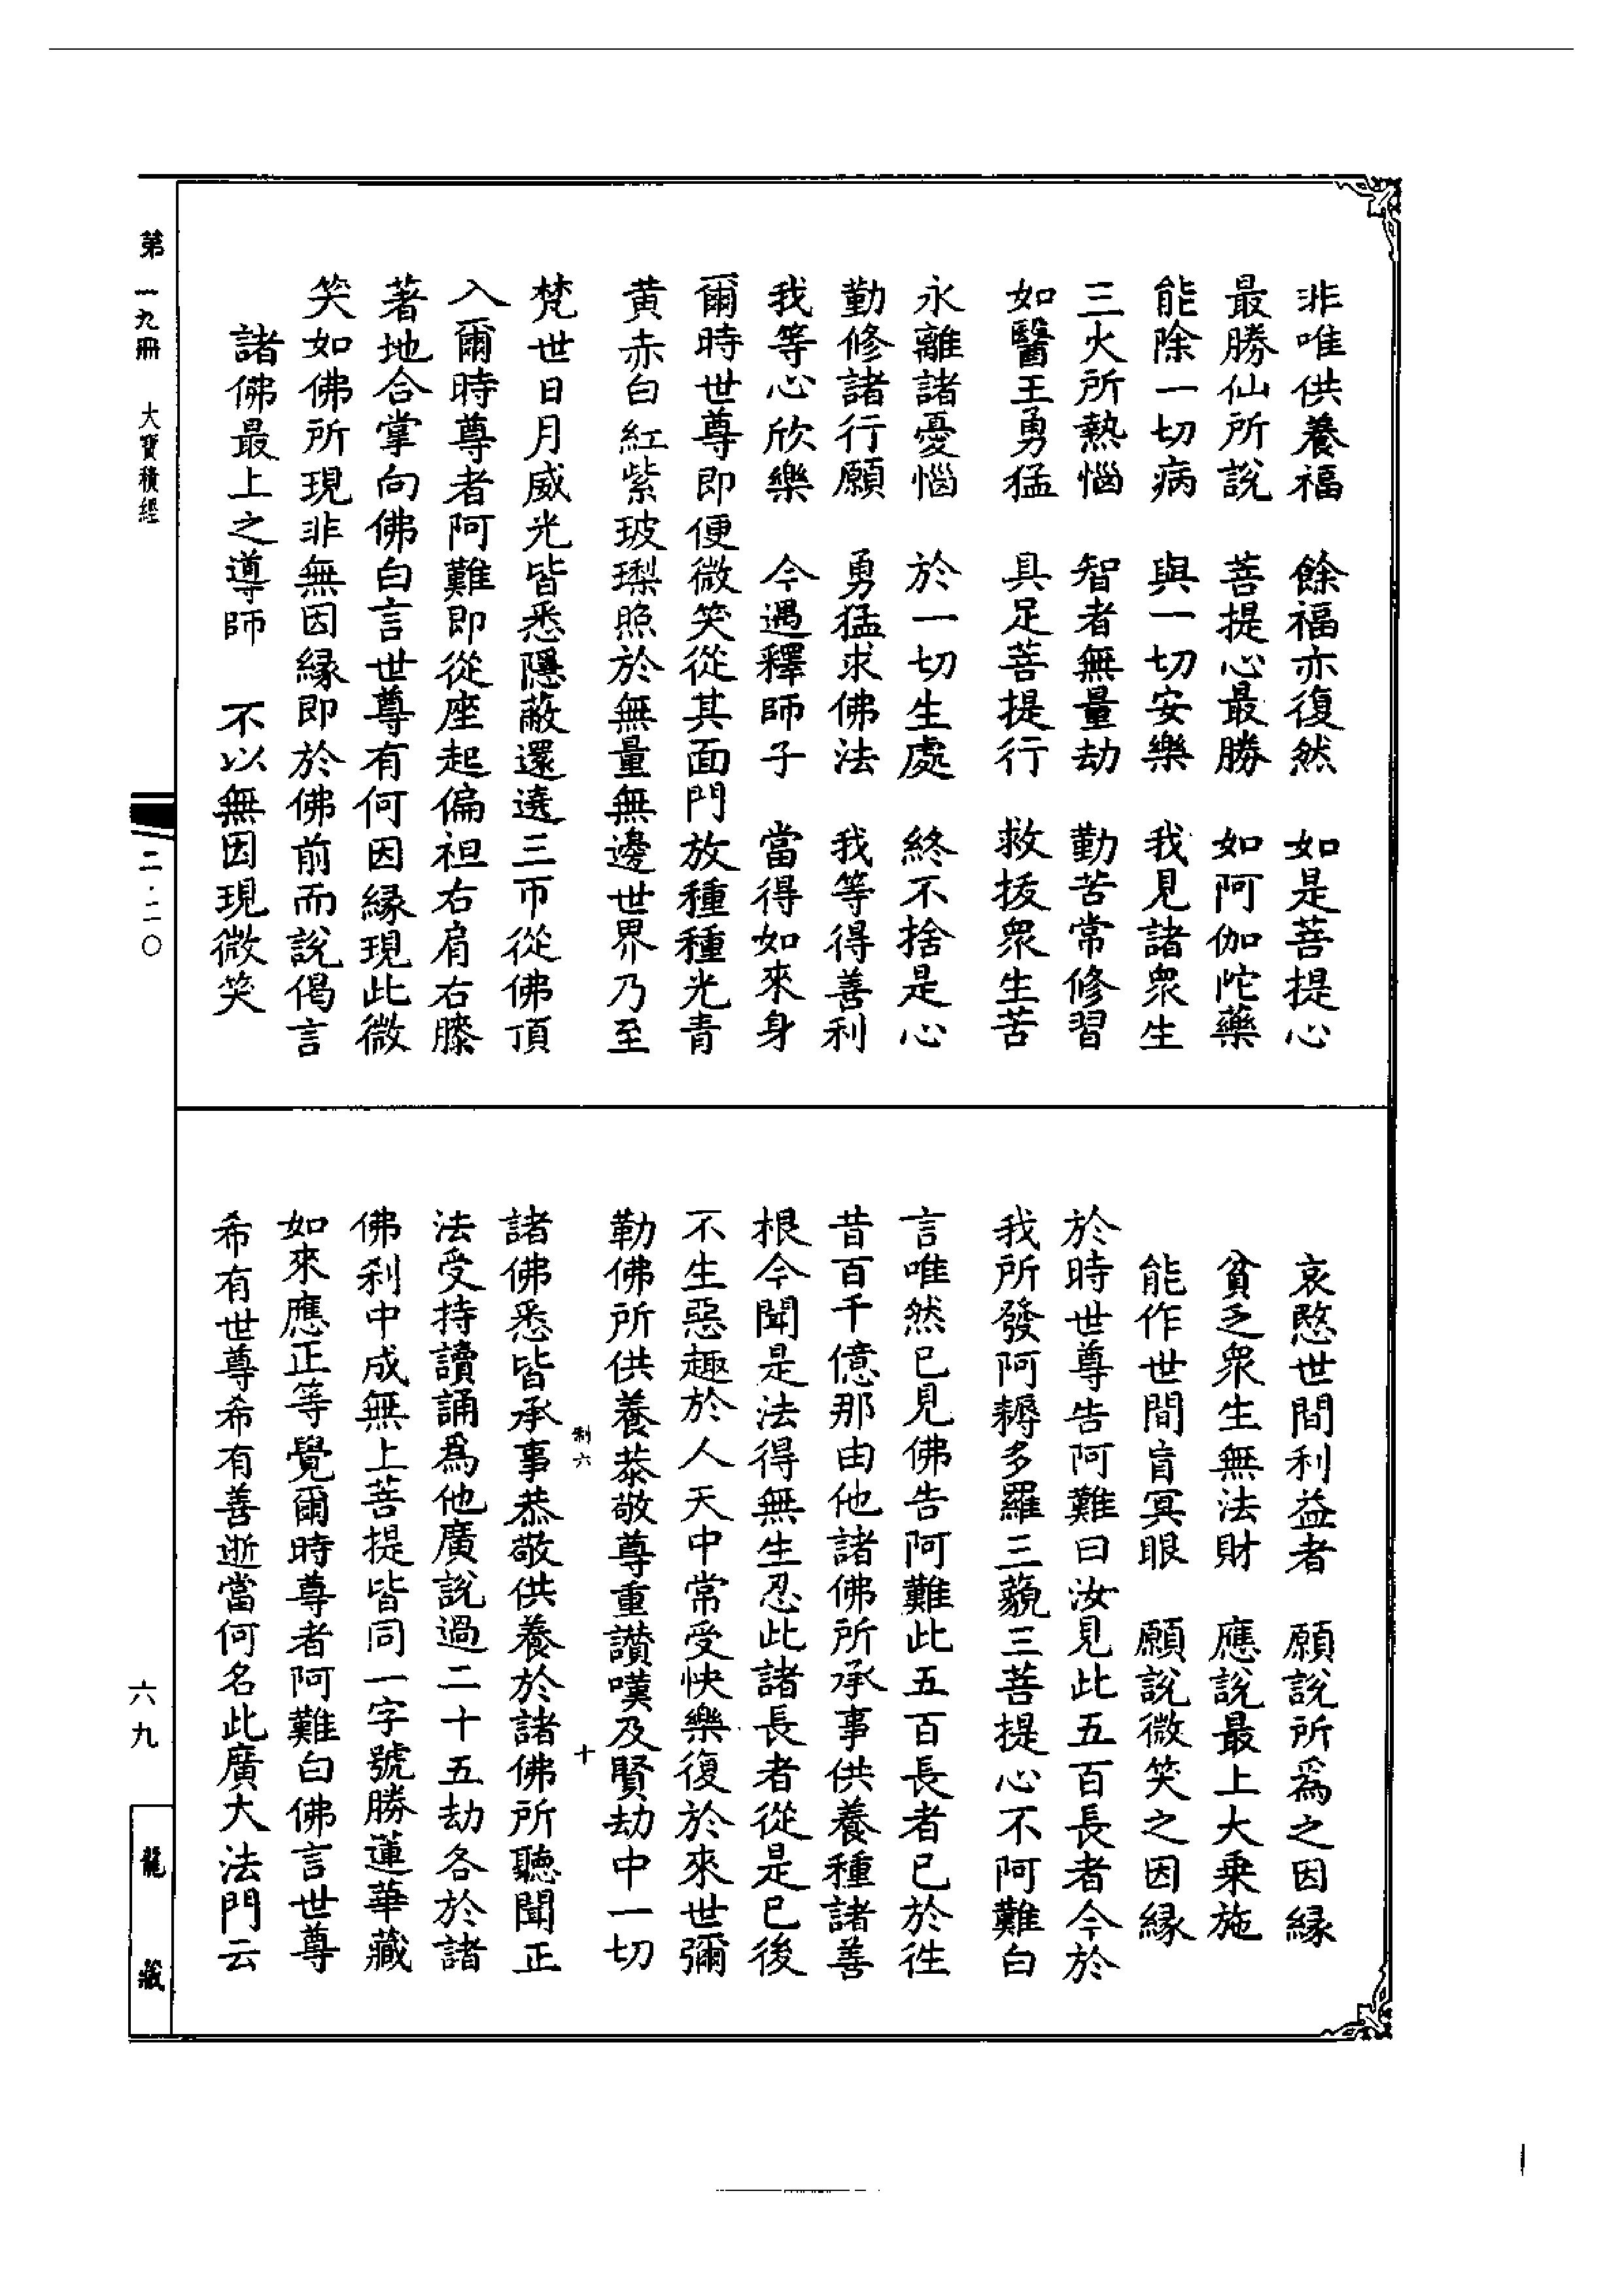 非唯供養福　餘福亦復然　如是菩提心
最勝仙所說　菩提心最勝　如阿伽陀藥
能除一切病　與一切安樂　我見諸衆生
三火所熱惱　智者無量劫　勤苦常修習
如醫王勇猛　具足菩提行　救拔衆生苦
永離諸憂惱　於一切生處　終不捨是心
勤修諸行願　勇猛求佛法　我等得善利
我等心欣樂　今遇釋師子　當得如來身
爾時世尊即便微笑從其面門放種種光青
黄赤白紅紫玻瓈照於無量無邊世界乃至
梵世日月威光皆悉隱蔽還遶三帀從佛頂
入爾時尊者阿難即從座起偏袒右肩右膝
著地合掌向佛白言世尊有何因縁現此微
笑如佛所現非無因縁即於佛前而說偈言
諸佛最上之導師　不以無因現微笑
哀愍世間利益者　願說所爲之因縁
貧乏衆生無法財　應說最上大乗施
能作世間盲冥眼　願說微笑之因縁
於時世尊告阿難曰汝見此五百長者今於
我所發阿耨多羅三藐三菩提心不阿難白
言唯然已見佛告阿難此五百長者已於徃
昔百千億那由他諸佛所承事供養種諸善
根今聞是法得無生忍此諸長者從是已後
不生惡趣於人天中常受快樂復於來世彌
勒佛所供養恭敬尊重讃嘆及賢劫中一切
制六　十
諸佛悉皆承事恭敬供養於諸佛所聽聞正
法受持讀誦爲他廣說過二十五劫各於諸
佛刹中成無上菩提皆同一字號勝蓮華藏
如來應正等覺爾時尊者阿難白佛言世尊
希有世尊希有善逝當何名此廣大法門云
第一九冊　大寶積經
二·二〇
六九
龍藏